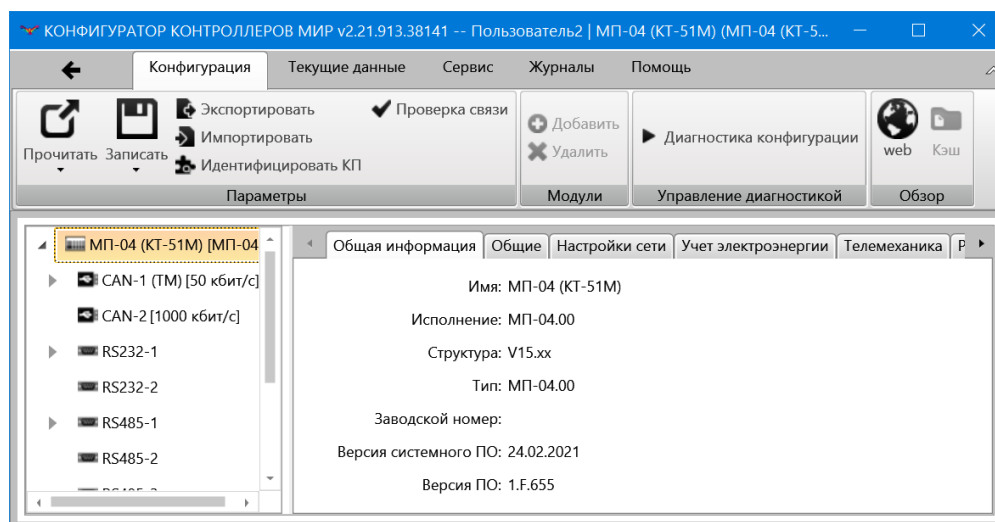 КОНФИГУРАТОР КОНТРОЛЛЕРОВ МИР v2.21.913.38141 -- Пользователь2 | МП-04 (КТ-51М) (МП-04 (КТ-5...
Конфигурация Текущие данные Сервис Журналы Помощь
Прочитать Записать
Экспортировать
Импортировать
Идентифицировать КП
Проверка связи
Параметры
Добавить
Удалить
Модули
Диагностика конфигурации
Управление диагностикой
web Кэш
Обзор
МП-04 (КТ-51М) [МП-04
CAN-1 (ТМ) [50 кбит/с]
CAN-2 [1000 кбит/с]
RS232-1
RS232-2
RS485-1
RS485-2
Общая информация Общие Настройки сети Учет электроэнергии Телемеханика Р
Имя: МП-04 (КТ-51М)
Исполнение: МП-04.00
Структура: V15.xx
Тип: МП-04.00
Заводской номер:
Версия системного ПО: 24.02.2021
Версия ПО: 1.F.655